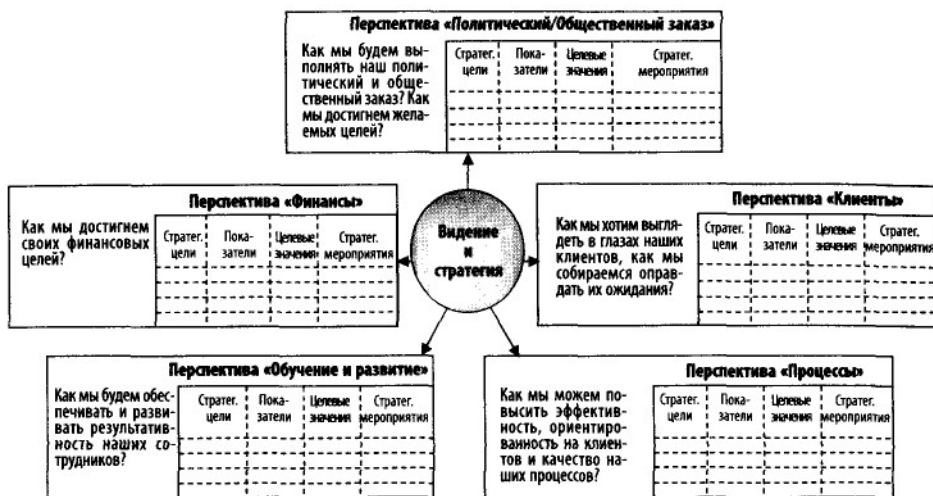 Перспектива «Политический/Общественный заказ»
Как мы будем вы-
полнять наш поли-
тический и обще-
ственный заказ? Как
мы достигнем жела-
емых целей?
Стратег. Пока- Целевые Стратег.
цели затели значения мероприятия
Перспектива «Финансы»
Как мы достигнем
своих финансовых
целей?
Стратег. Пока- Целевые Стратег.
цели затели значения мероприятия
Видение
и
стратегия
Перспектива «Клиенты»
Как мы хотим выгля-
деть в глазах наших
клиентов, как мы
собираемся оправ-
дать их ожидания?
Стратег. Пока- Целевые Стратег.
цели затели значения мероприятия
Перспектива «Обучение и развитие»
Как мы будем обес-
печивать и разви-
вать результатив-
ность наших со-
трудников?
Стратег. Пока- Целевые Стратег.
цели затели значения мероприятия
Перспектива «Процессы»
Как мы можем по-
высить эффектив-
ность, ориентиро-
ванность на клиен-
тов и качество на-
ших процессов?
Стратег. Пока- Целевые Стратег.
цели затели значения мероприятия